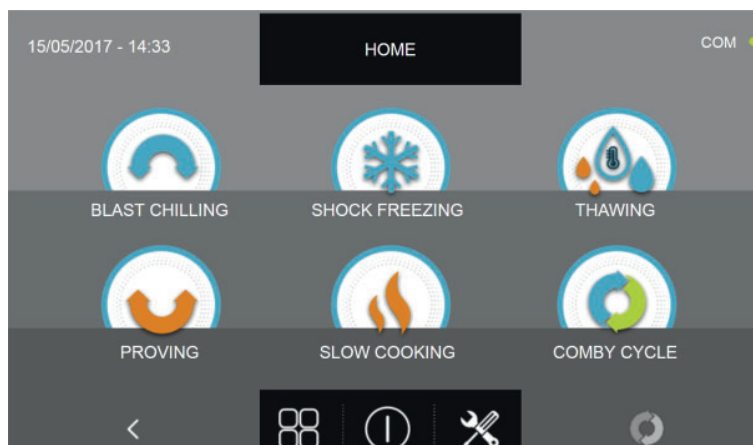 15/05/2017 - 14:33
HOME
COM
BLAST CHILLING
SHOCK FREEZING
THAWING
PROVING
SLOW COOKING
COMBY CYCLE